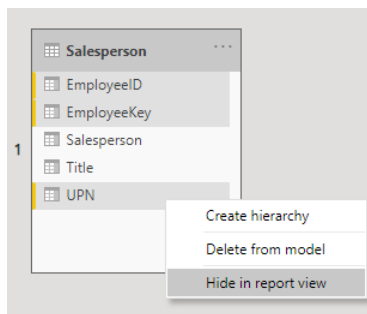 Salesperson ...
EmployeeID
EmployeeKey
1
Salesperson
Title
UPN
Create hierarchy
Delete from model
Hide in report view